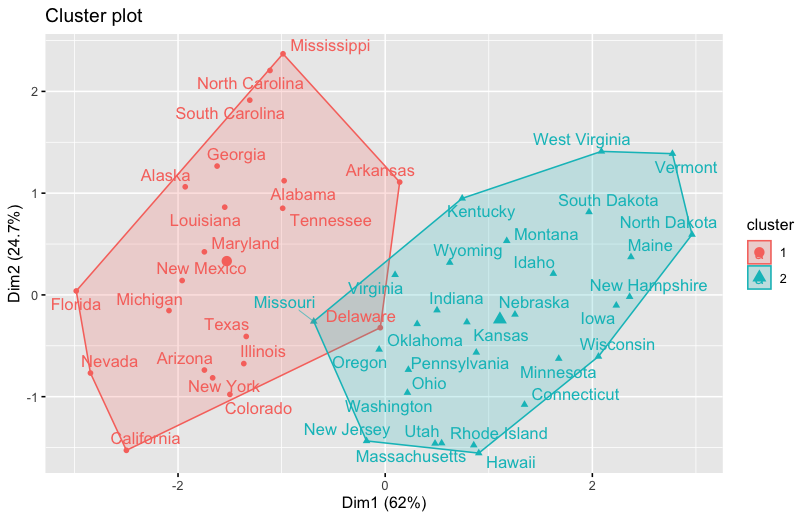 Cluster plot
Mississippi
North Carolina
South Carolina
West Virginia
Georgia
Vermont
Alaska
Arkansas
Alabama
South Dakota
Kentucky
Louisiana
Tennessee
North Dakota
Montana
Maryland
Maine
Wyoming
Idaho
New Mexico
Virginia
New Hampshire
Florida
Michigan
Missouri
Indiana
Nebraska
Delaware
Iowa
Texas
Kansas
Oklahoma
Wisconsin
Illinois
Arizona
Nevada
Oregon
Pennsylvania
Minnesota
New York
Ohio
Connecticut
Colorado
Washington
California
New Jersey
Utah
Rhode Island
Massachusetts
Hawaii
cluster
a 1
a 2
2
1
0
-1
-2
0
2
Dim1 (62%)
Dim2 (24.7%)